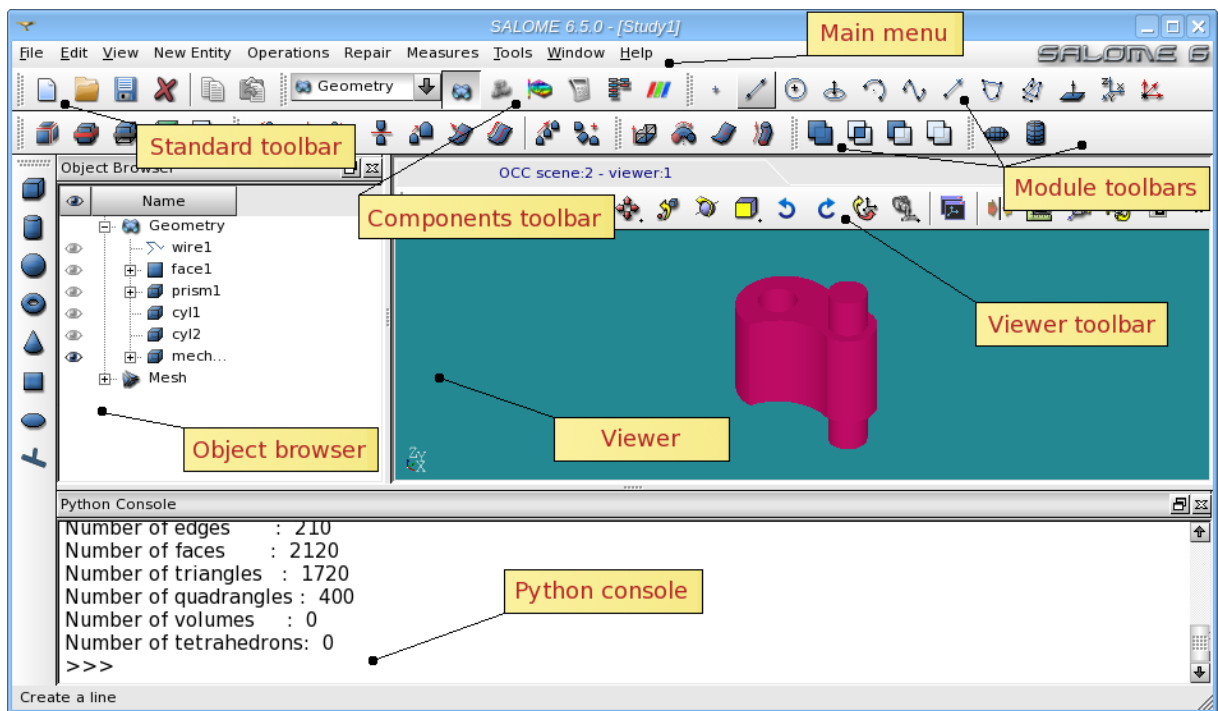 SALOME 6.5.0 - [Study1]
File Edit View New Entity Operations Repair Measures Tools Window Help
Main menu
SALOME 6
Geometry
Standard toolbar
Components toolbar
Module toolbars
Object Browser
OCC scene:2 - viewer:1
Name
Geometry
wire1
face1
prism1
cyl1
cyl2
mech...
Mesh
Viewer toolbar
Object browser
Viewer
Z
Y
X
Python Console
Number of edges : 210
Number of faces : 2120
Number of triangles : 1720
Number of quadrangles : 400
Number of volumes : 0
Number of tetrahedrons: 0
>>>
Python console
Create a line